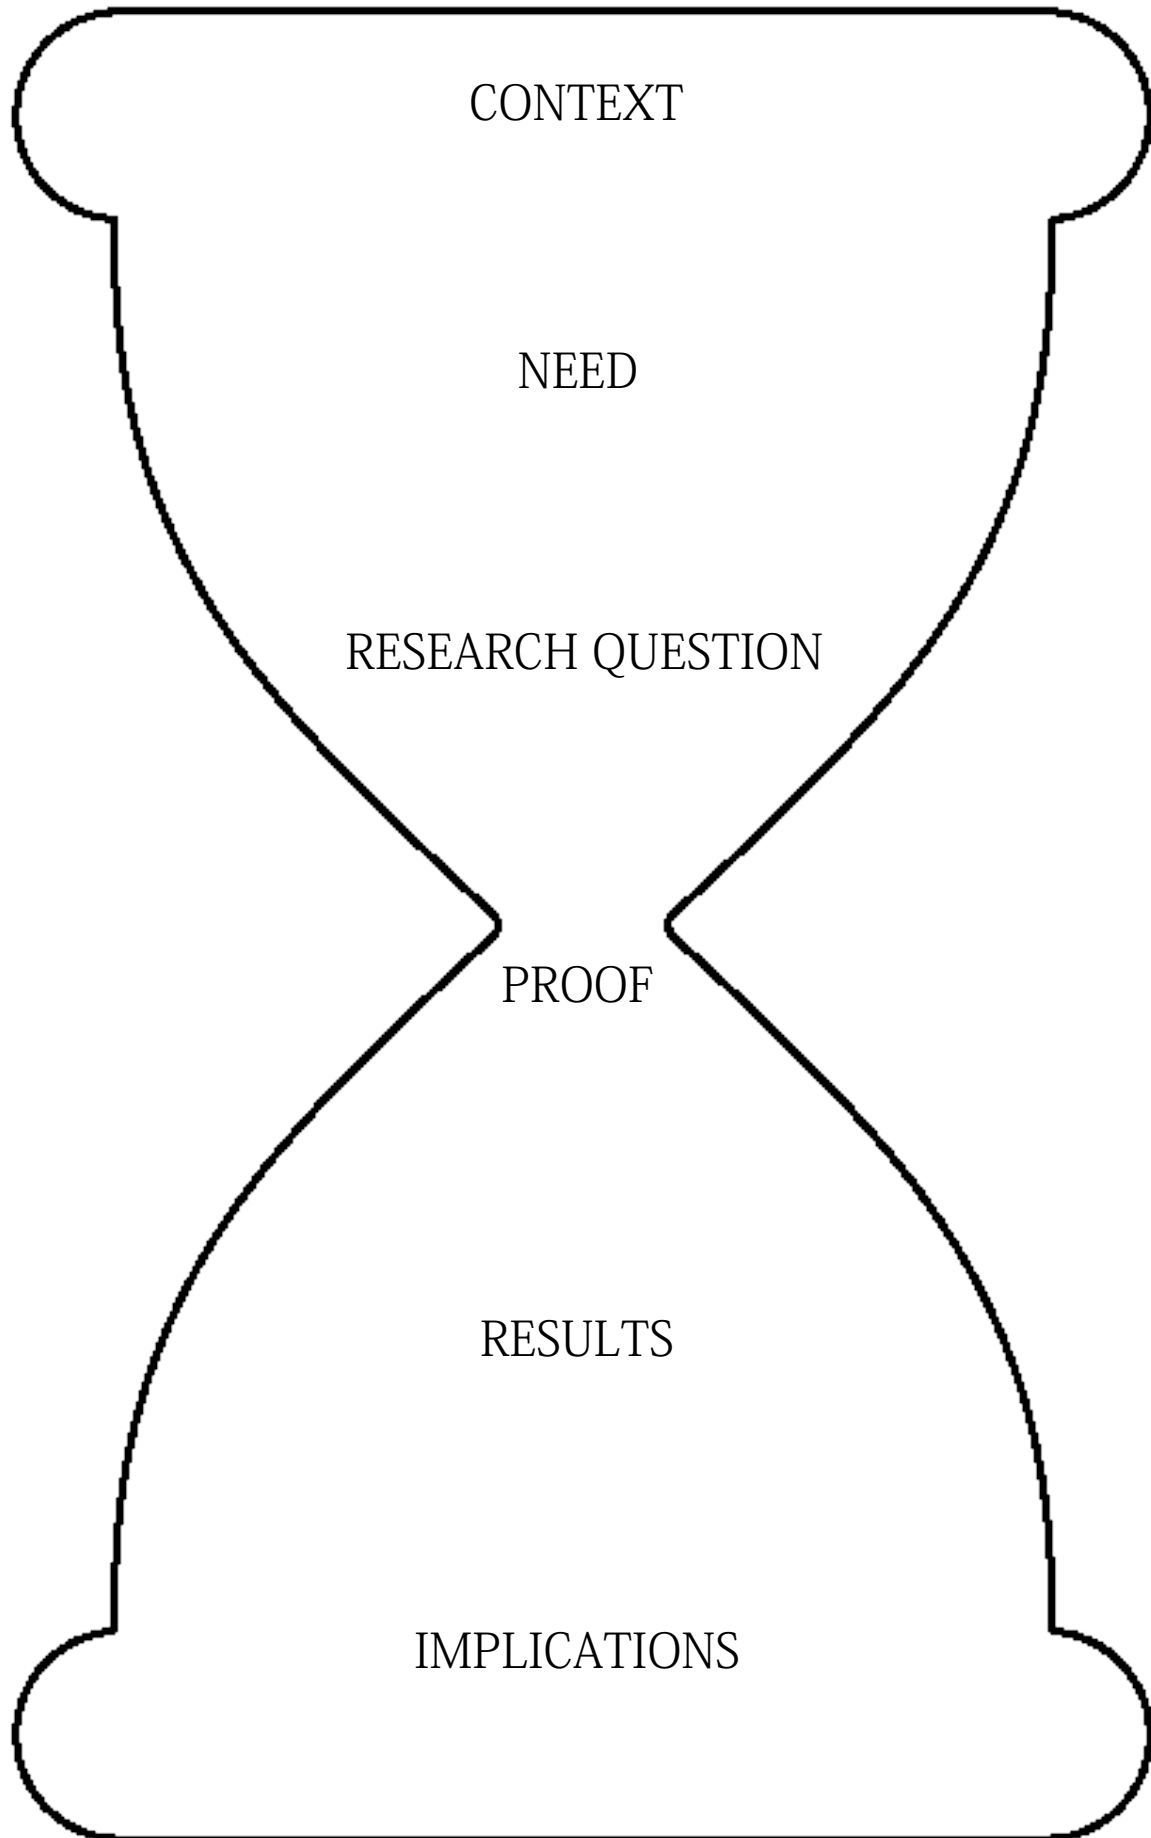 CONTEXT
NEED
RESEARCH QUESTION
PROOF
RESULTS
IMPLICATIONS